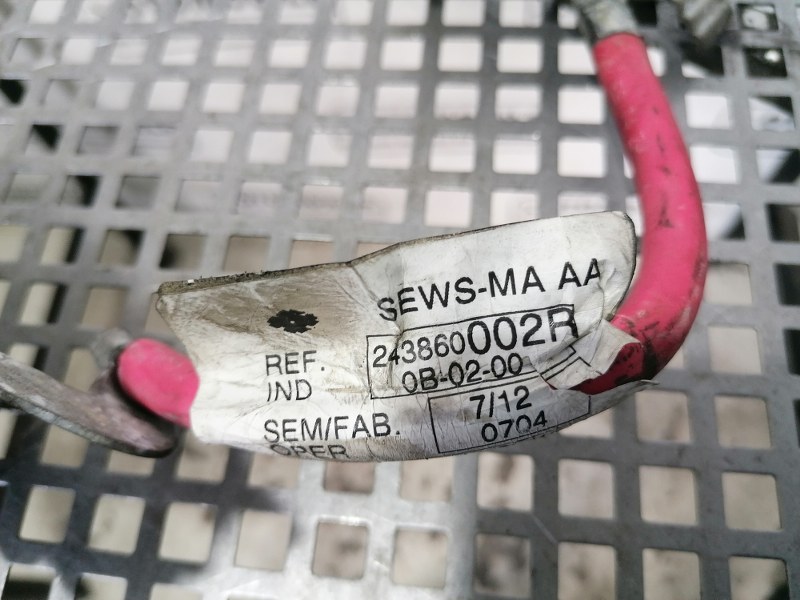 SEWS-MA AA
REF. 243860002R
IND 0B-02-00
SEM/FAB. 7/12
OPER 0704